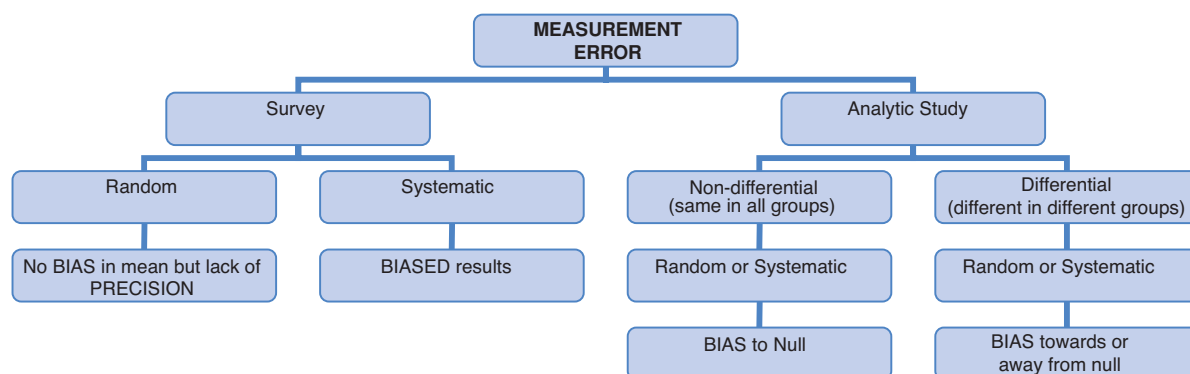 MEASUREMENT
ERROR
Survey
Analytic Study
Random
Systematic
Non-differential
(same in all groups)
Differential
(different in different groups)
No BIAS in mean but lack of
PRECISION
BIASED results
Random or Systematic
Random or Systematic
BIAS to Null
BIAS towards or
away from null